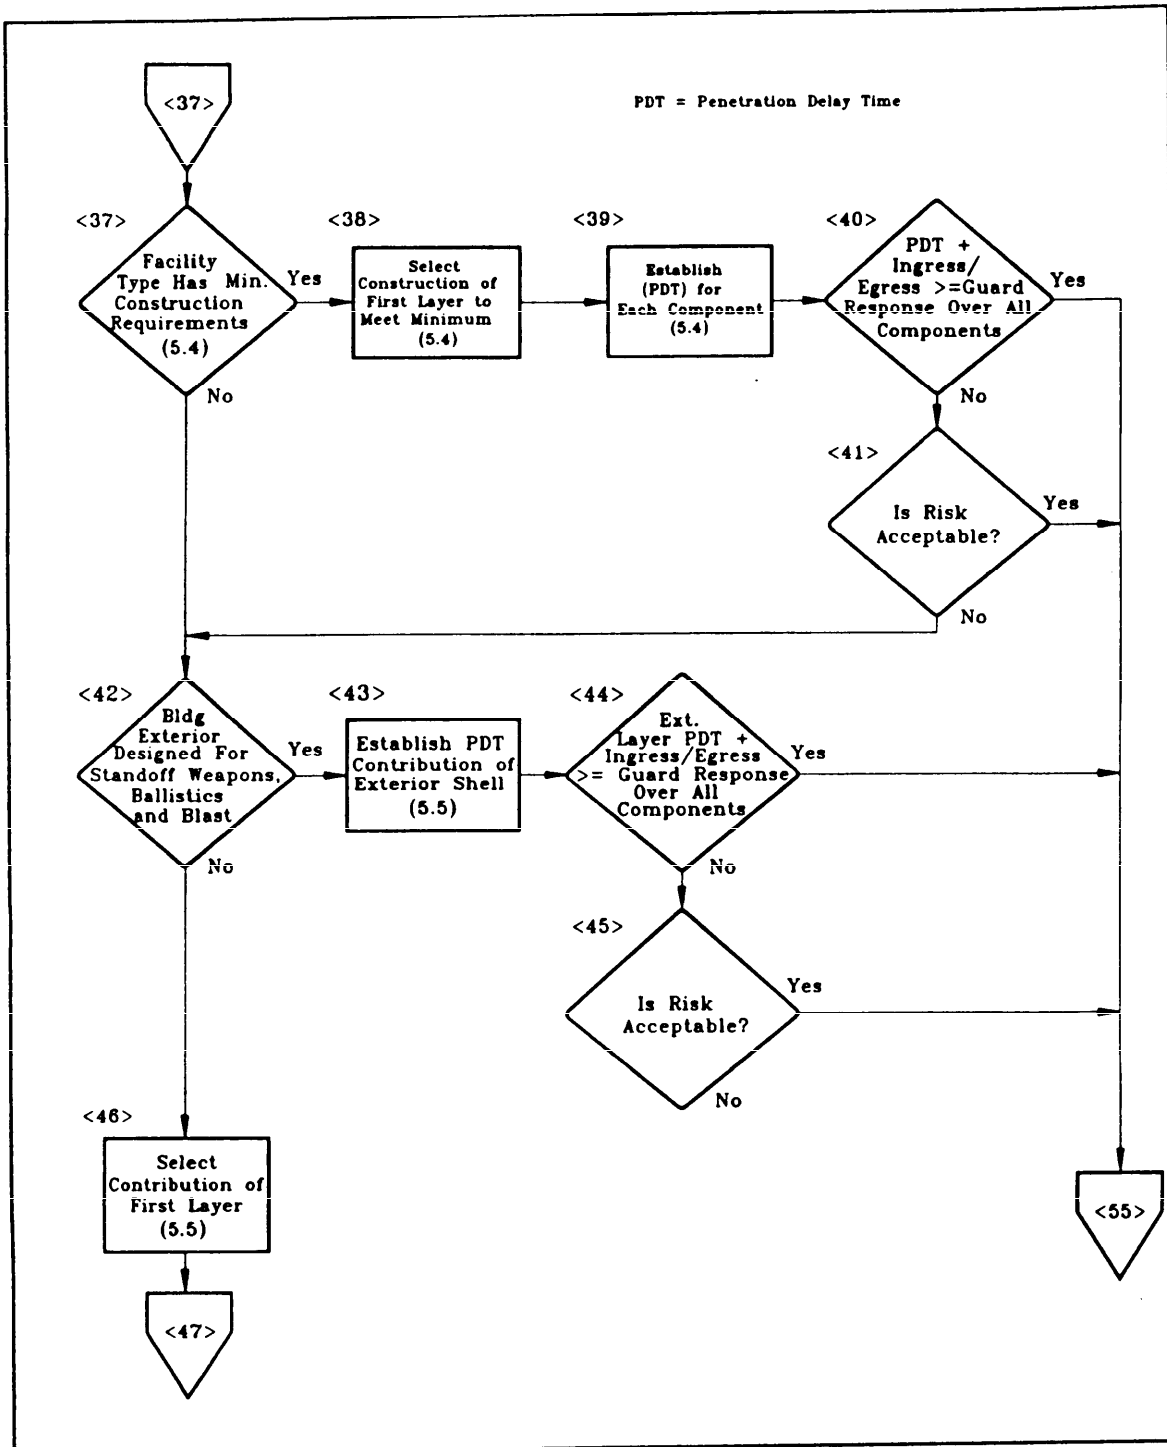 <37>
PDT = Penetration Delay Time
<37>
Facility
Type Has Min.
Construction
Requirements
(5.4)
Yes
No
<38>
Select
Construction of
First Layer to
Meet Minimum
(5.4)
<39>
Establish
(PDT) for
Each Component
(5.4)
<40>
PDT +
Ingress/
Egress >=Guard
Response Over All
Components
Yes
No
<41>
Is Risk
Acceptable?
Yes
No
<42>
Bldg
Exterior
Designed For
Standoff Weapons,
Ballistics
and Blast
Yes
No
<43>
Establish PDT
Contribution of
Exterior Shell
(5.5)
<44>
Ext.
Layer PDT +
Ingress/Egress
>= Guard Response
Over All
Components
Yes
No
<45>
Is Risk
Acceptable?
Yes
No
<46>
Select
Contribution of
First Layer
(5.5)
<47>
<55>